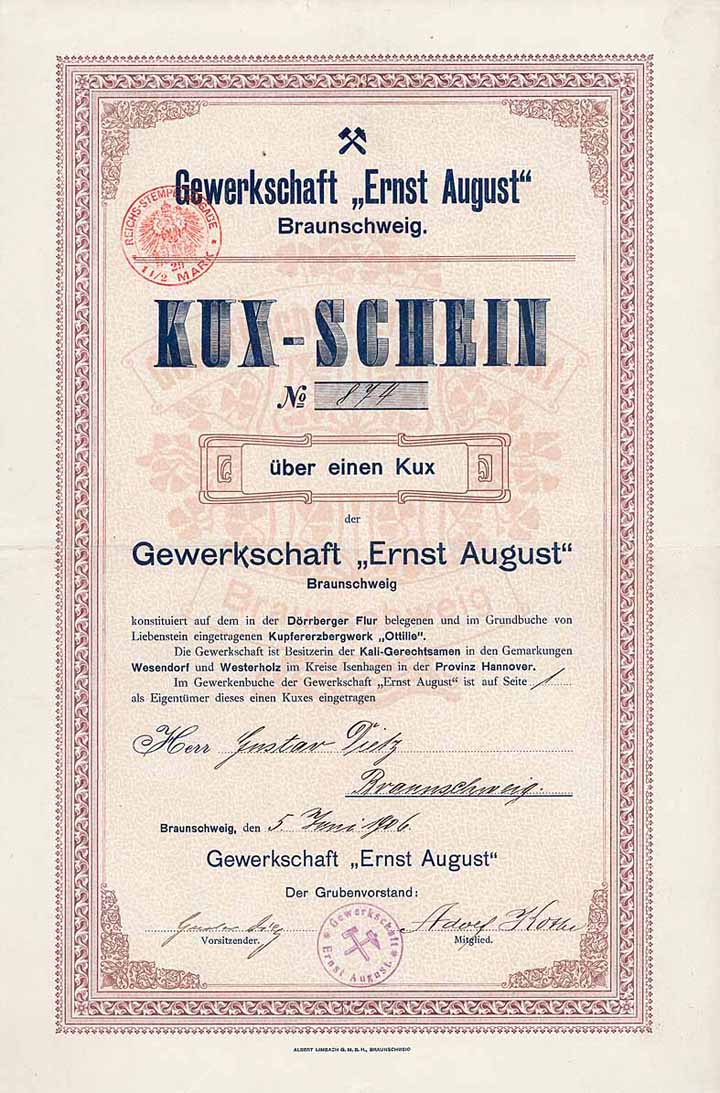 Gewerkschaft „Ernst August"
Braunschweig.
REICHS-STEMPELABGABE
29
1 1/2 MARK
KUX-SCHEIN
No 874
über einen Kux
der
Gewerkschaft „Ernst August"
Braunschweig
konstituiert auf dem in der Dörrberger Flur belegenen und im Grundbuche von
Liebenstein eingetragenen Kupfererzbergwerk „Ottilie".
Die Gewerkschaft ist Besitzerin der Kali-Gerechtsamen in den Gemarkungen
Wesendorf und Westerholz im Kreise Isenhagen in der Provinz Hannover.
Im Gewerkenbuche der Gewerkschaft „Ernst August" ist auf Seite 1
als Eigentümer dieses einen Kuxes eingetragen
Herr Gustav Dietz
Braunschweig.
Braunschweig, den 5. Juni 1906.
Gewerkschaft „Ernst August"
Der Grubenvorstand:
Gustav Dietz Adolf Kothe
Vorsitzender. Mitglied.
Gewerkschaft
Ernst August.
ALBERT LIMBACH G. M. B. H., BRAUNSCHWEIG